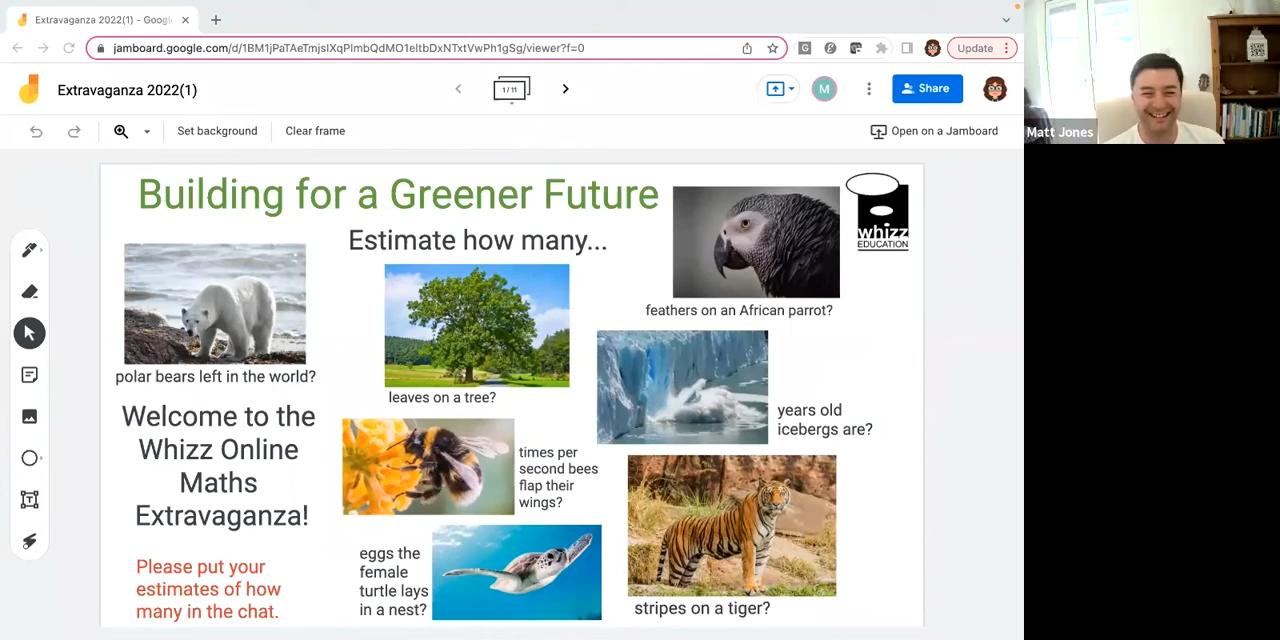 Extravaganza 2022(1) - Googl
jamboard.google.com/d/1BM1jPaTAeTmjslXqPlmbQdMO1eItbDxNTxtVwPh1gSg/viewer?f=0
Update
Extravaganza 2022(1)
1/11
M
Share
Set background
Clear frame
Open on a Jamboard
Matt Jones
Building for a Greener Future
whizz
EDUCATION
Estimate how many...
feathers on an African parrot?
polar bears left in the world?
leaves on a tree?
years old
icebergs are?
Welcome to the
Whizz Online
Maths
Extravaganza!
times per
second bees
flap their
wings?
eggs the
female
turtle lays
in a nest?
stripes on a tiger?
Please put your
estimates of how
many in the chat.